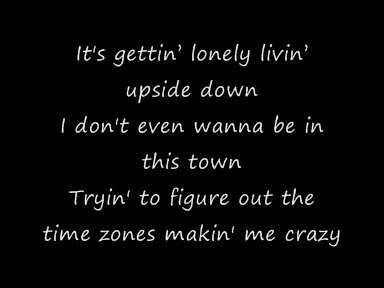 It's gettin’ lonely livin’
upside down
I don't even wanna be in
this town
Tryin' to figure out the
time zones makin' me crazy